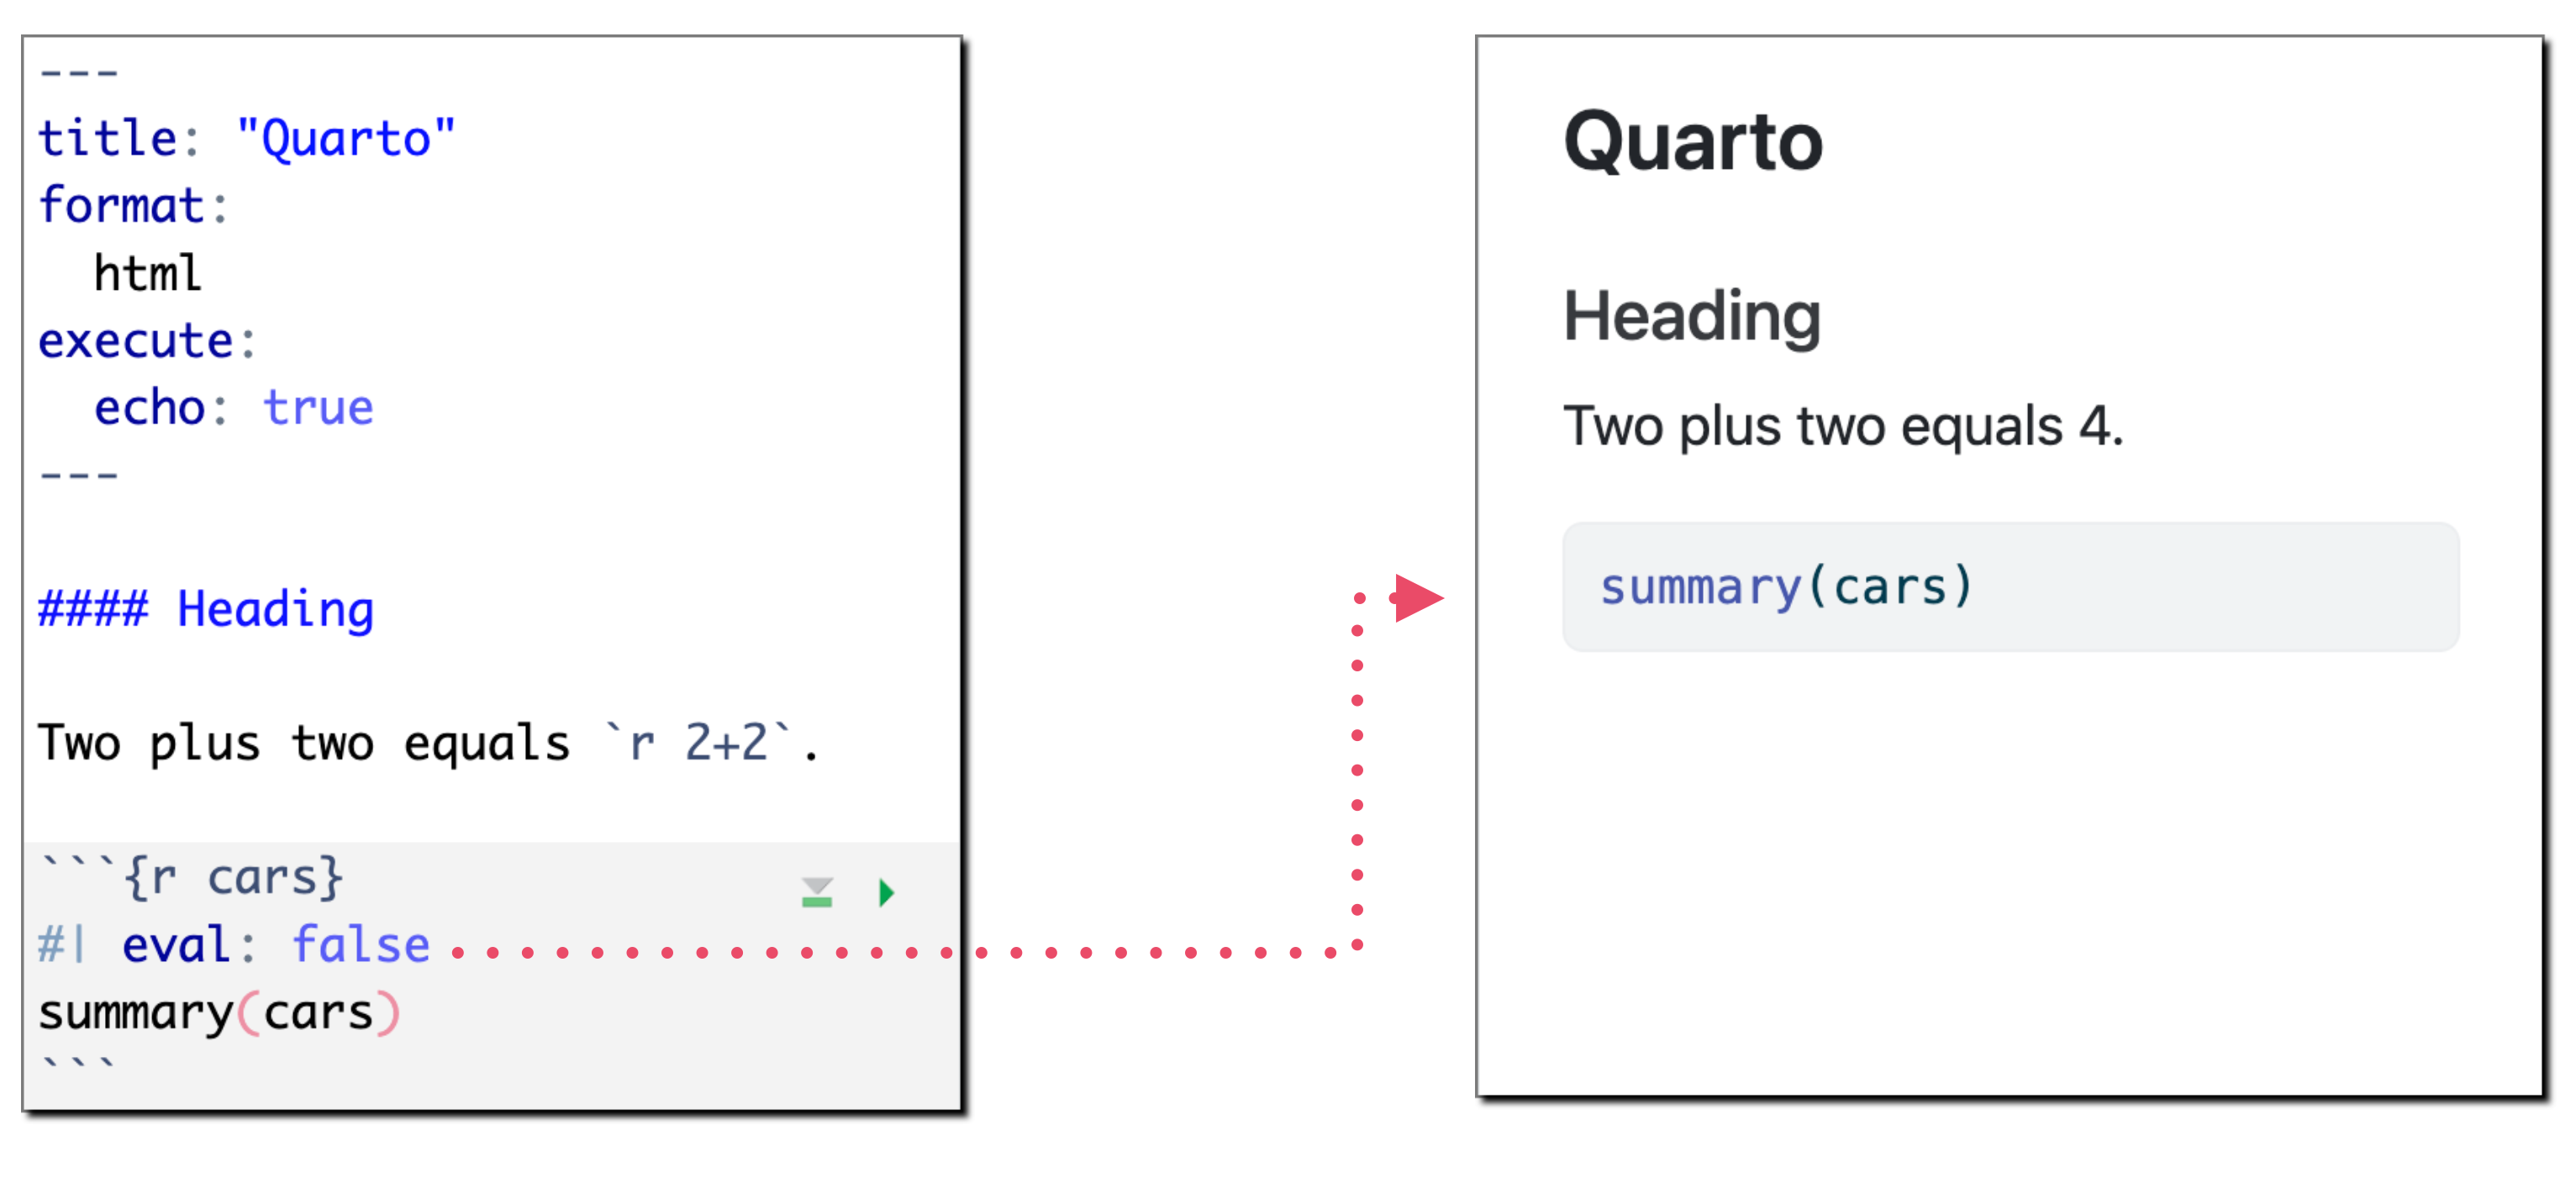 ---
title: "Quarto"
format:
  html
execute:
  echo: true
---
#### Heading
Two plus two equals `r 2+2`.
```{r cars}
#| eval: false
summary(cars)
```
Quarto
Heading
Two plus two equals 4.
summary(cars)